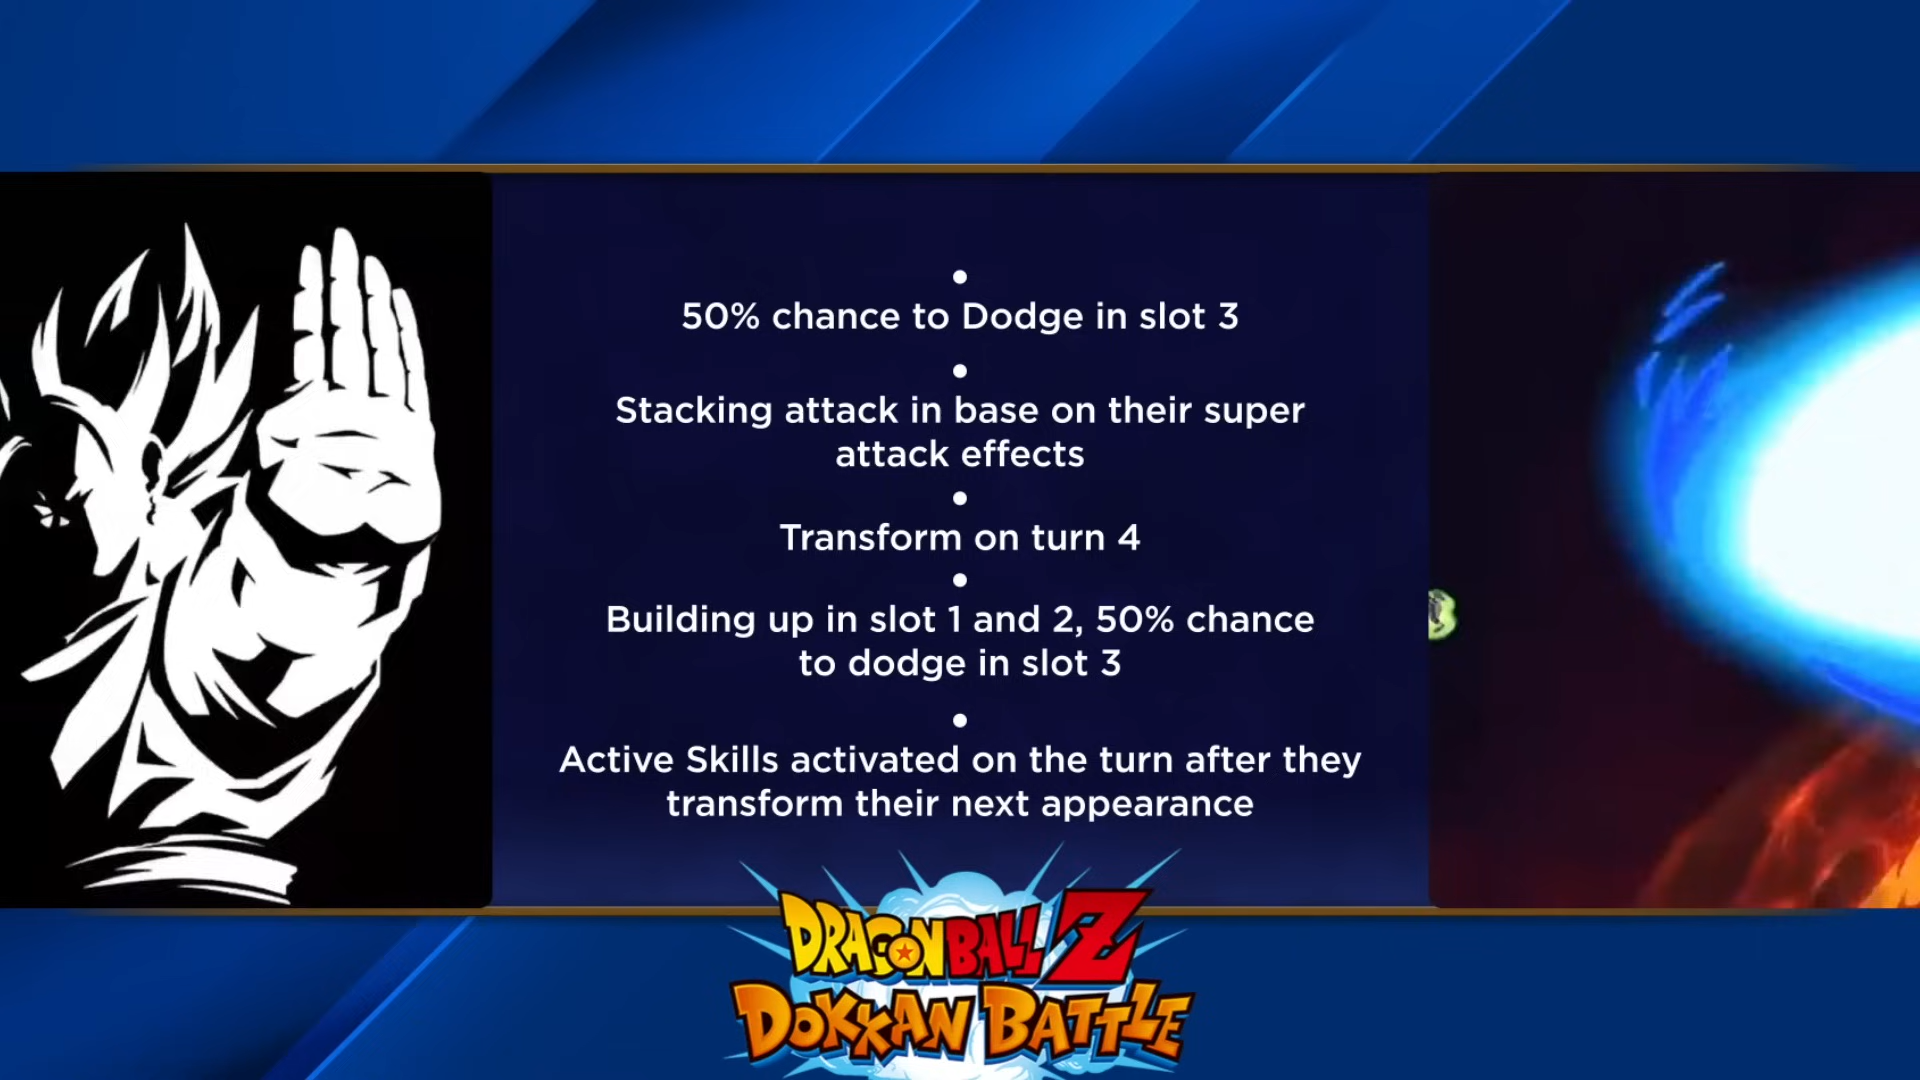 50% chance to Dodge in slot 3
Stacking attack in base on their super
attack effects
Transform on turn 4
Building up in slot 1 and 2, 50% chance
to dodge in slot 3
Active Skills activated on the turn after they
transform their next appearance
DRAGONBALL Z
DOKKAN BATTLE